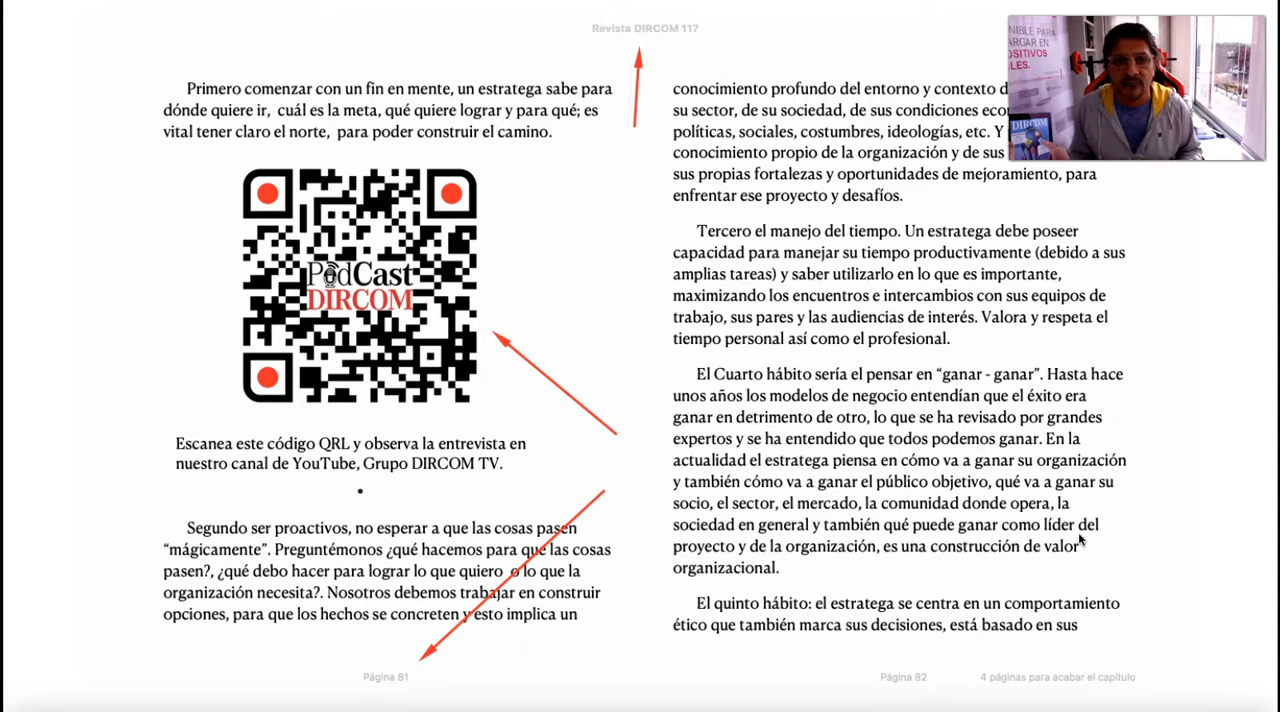 Revista DIRCOM 117
Primero comenzar con un fin en mente, un estratega sabe para
dónde quiere ir, cuál es la meta, qué quiere lograr y para qué; es
vital tener claro el norte, para poder construir el camino.
PodCast
DIRCOM
Escanea este código QRL y observa la entrevista en
nuestro canal de YouTube, Grupo DIRCOM TV.
Segundo ser proactivos, no esperar a que las cosas pasen
“mágicamente”. Preguntémonos ¿qué hacemos para que las cosas
pasen?, ¿qué debo hacer para lograr lo que quiero o lo que la
organización necesita?. Nosotros debemos trabajar en construir
opciones, para que los hechos se concreten y esto implica un
Página 81
conocimiento profundo del entorno y contexto
su sector, de su sociedad, de sus condiciones
políticas, sociales, costumbres, ideologías, etc. Y
conocimiento propio de la organización y de sus
sus propias fortalezas y oportunidades de mejoramiento, para
enfrentar ese proyecto y desafíos.
Tercero el manejo del tiempo. Un estratega debe poseer
capacidad para manejar su tiempo productivamente (debido a sus
amplias tareas) y saber utilizarlo en lo que es importante,
maximizando los encuentros e intercambios con sus equipos de
trabajo, sus pares y las audiencias de interés. Valora y respeta el
tiempo personal así como el profesional.
El Cuarto hábito sería el pensar en “ganar - ganar”. Hasta hace
unos años los modelos de negocio entendían que el éxito era
ganar en detrimento de otro, lo que se ha revisado por grandes
expertos y se ha entendido que todos podemos ganar. En la
actualidad el estratega piensa en cómo va a ganar su organización
y también cómo va a ganar el público objetivo, qué va a ganar su
socio, el sector, el mercado, la comunidad donde opera, la
sociedad en general y también qué puede ganar como líder del
proyecto y de la organización, es una construcción de valor
organizacional.
El quinto hábito: el estratega se centra en un comportamiento
ético que también marca sus decisiones, está basado en sus
Página 82
4 páginas para acabar el capítulo
DIRCOM